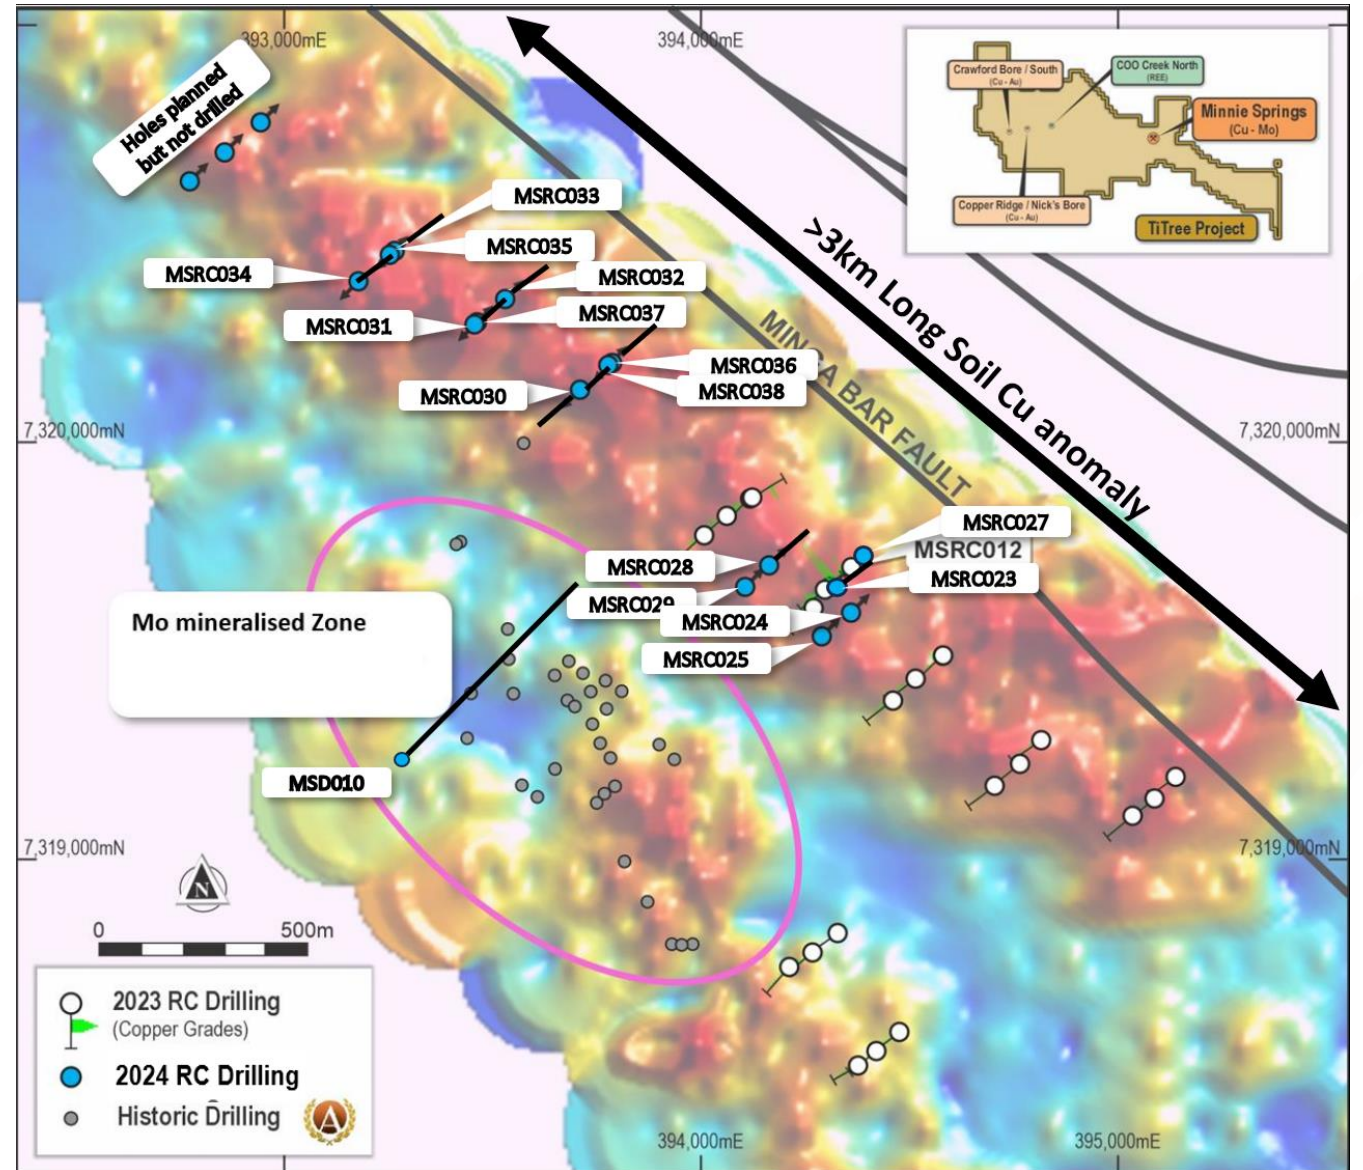 393,000mE
394,000mE
Holes planned
but not drilled
Crawford Bore / South
(Cu - Au)
COO Creek North
(REE)
Minnie Springs
(Cu - Mo)
Copper Ridge / Nick's Bore
(Cu - Au)
TiTree Project
MSRC033
MSRC035
MSRC034
MSRC032
MSRC037
MSRC031
MSRC036
MSRC038
MSRC030
>3km Long Soil Cu anomaly
MINGA BAR FAULT
7,320,000mN
7,320,000mN
MSRC027
MSRC012
MSRC028
MSRC023
MSRC029
MSRC024
MSRC025
Mo mineralised Zone
MSD010
7,319,000mN
7,319,000mN
N
0 500m
2023 RC Drilling
(Copper Grades)
2024 RC Drilling
Historic Drilling
A
394,000mE
395,000mE